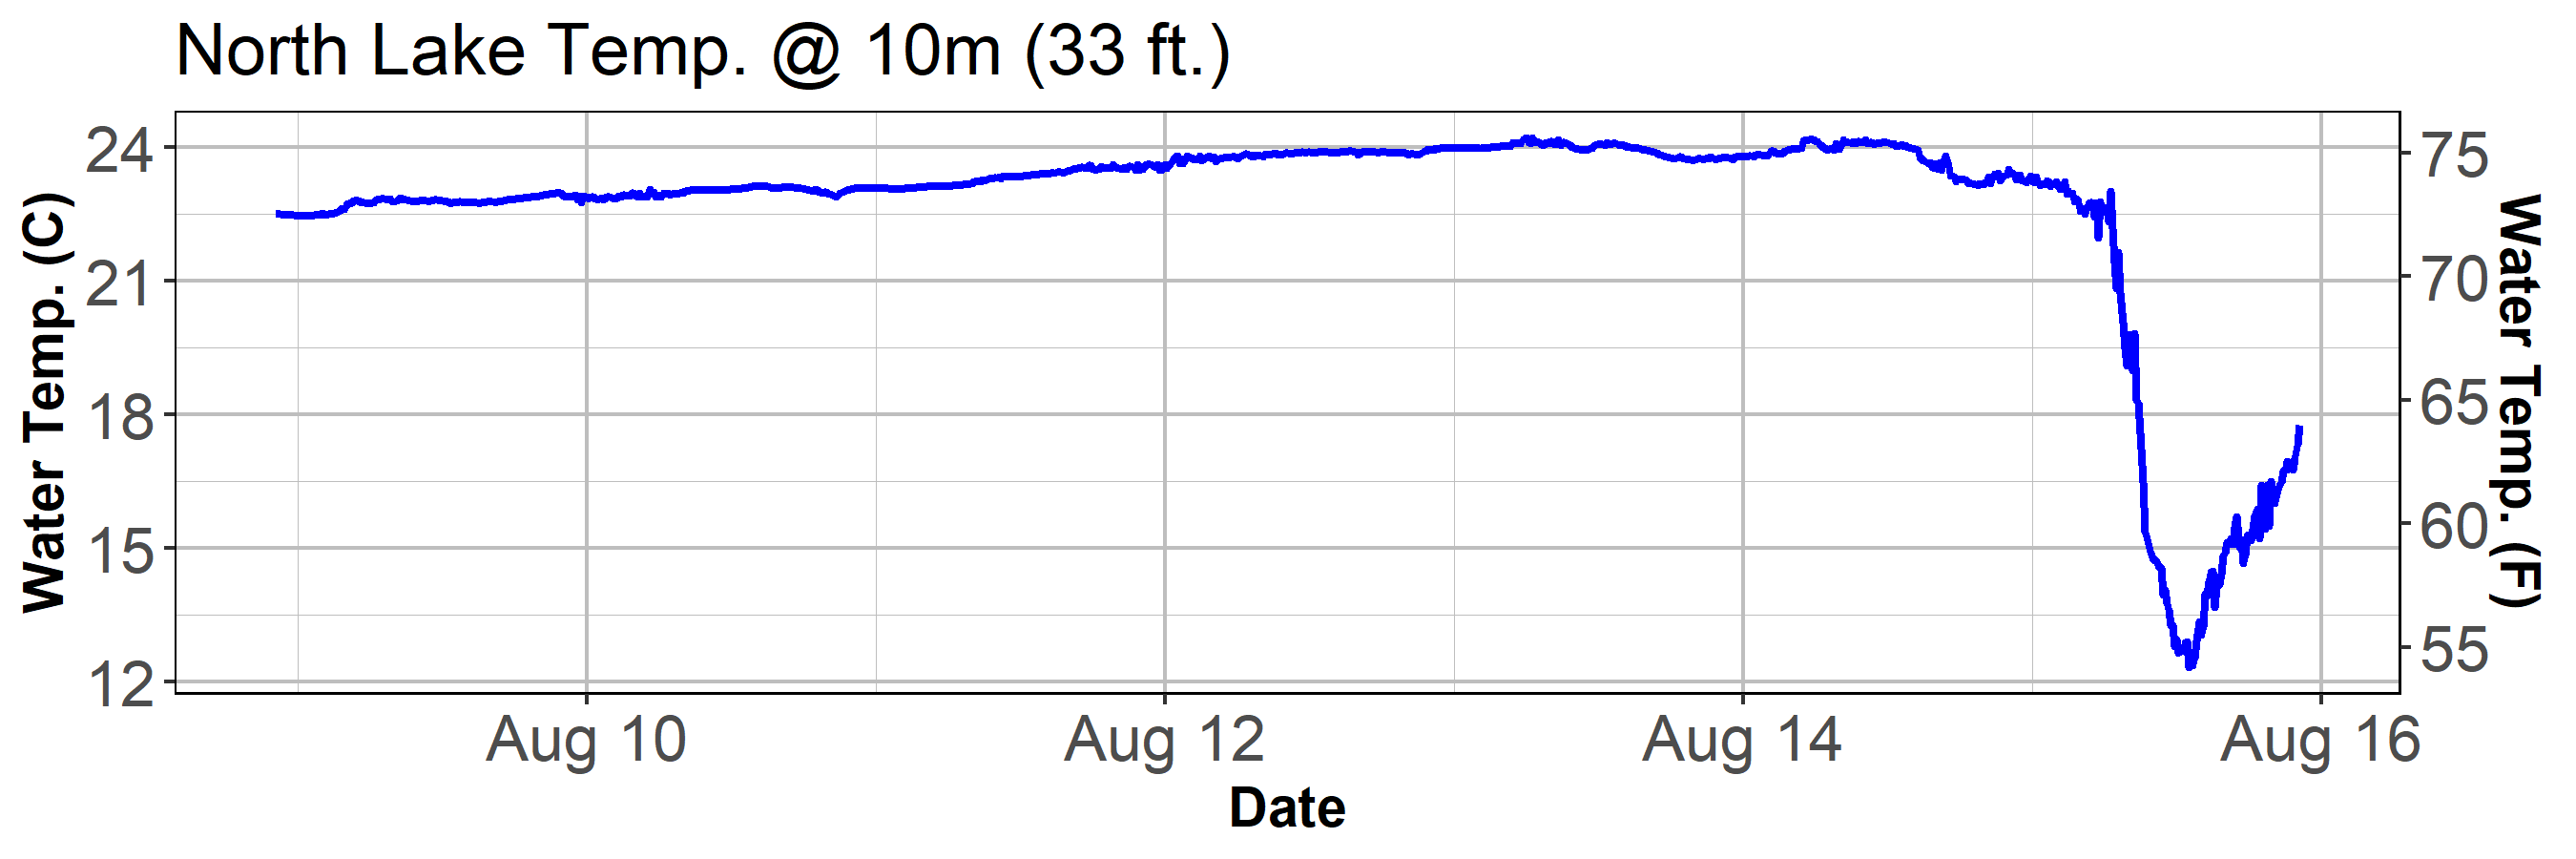 North Lake Temp. @ 10m (33 ft.)
Water Temp. (C)
24
21
18
15
12
75
70
65
60
55
Water Temp. (F)
Aug 10
Aug 12
Aug 14
Aug 16
Date